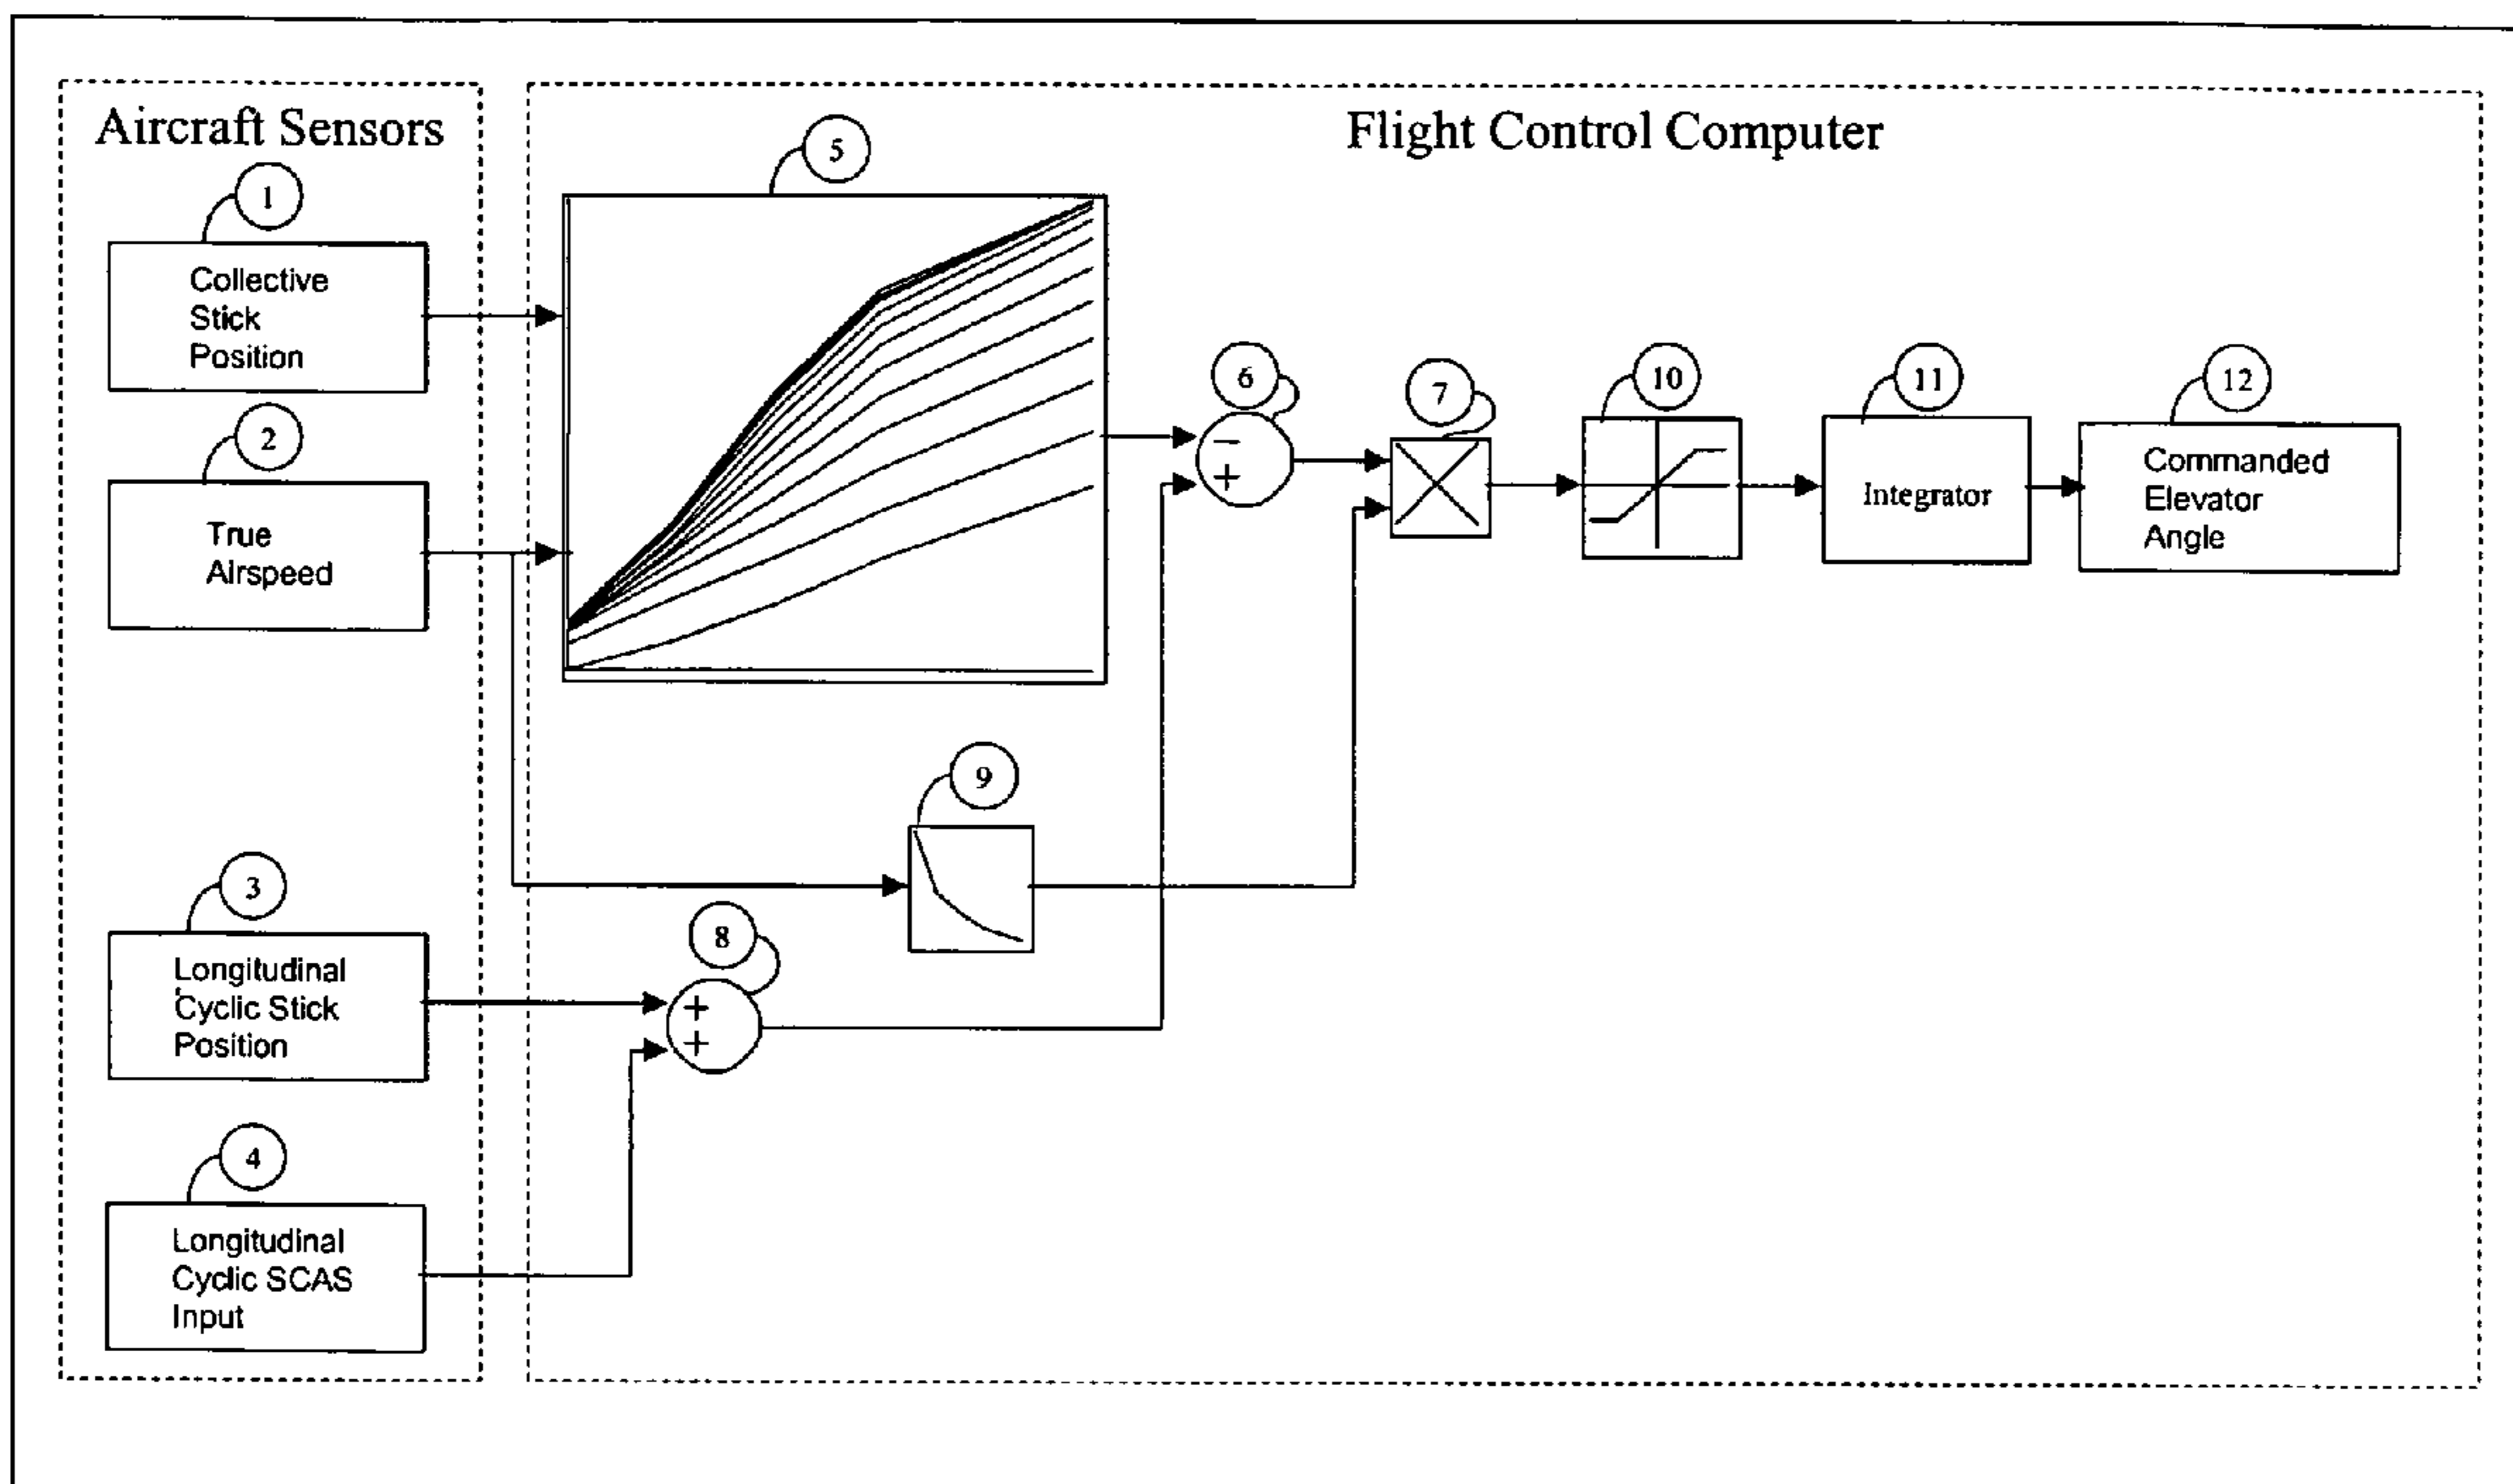 Aircraft Sensors
Flight Control Computer
1
Collective
Stick
Position
2
True
Airspeed
3
Longitudinal
Cyclic Stick
Position
4
Longitudinal
Cyclic SCAS
Input
5
6
−
+
7
8
+
+
9
10
11
Integrator
12
Commanded
Elevator
Angle